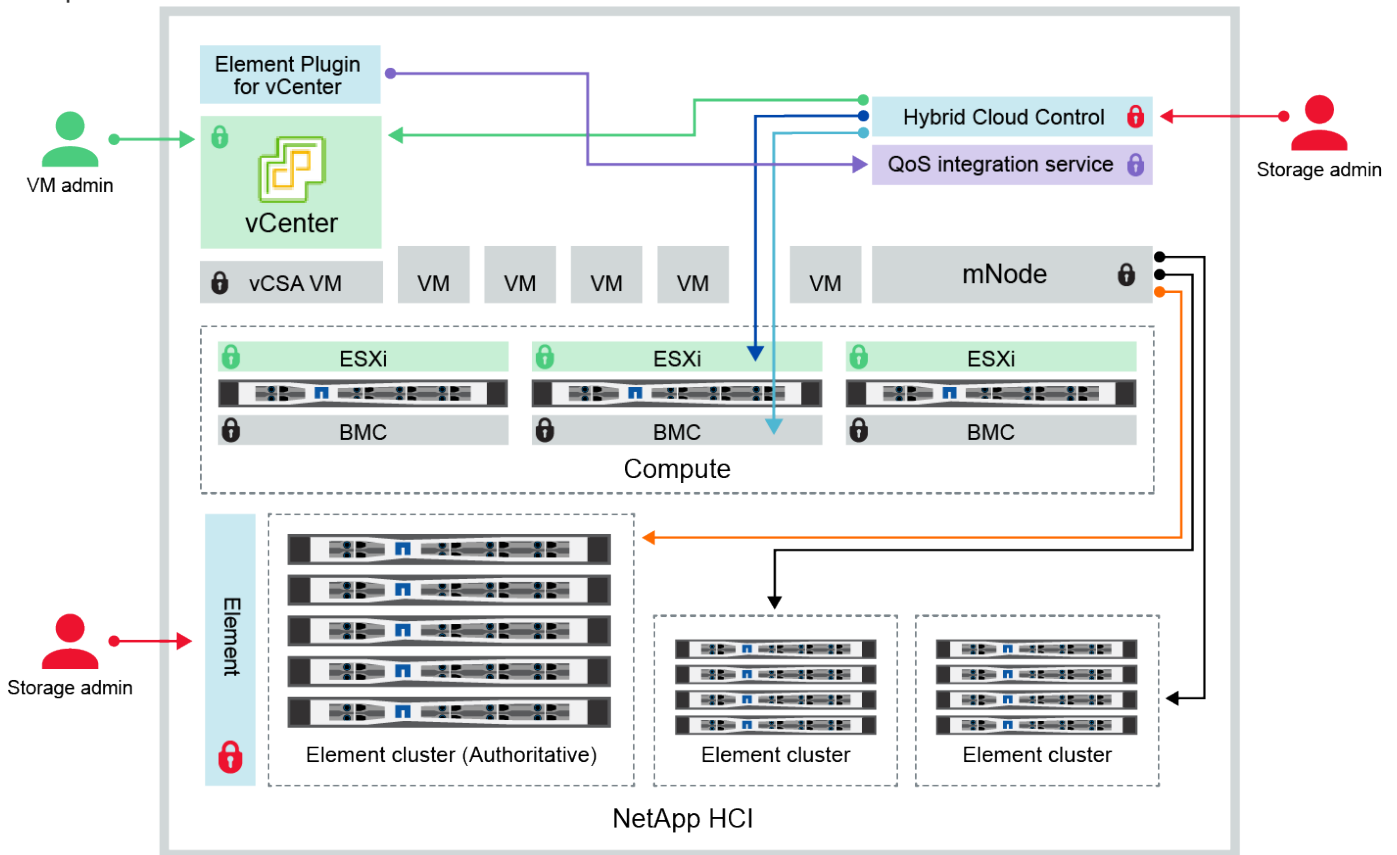 Element Plugin
for vCenter
Hybrid Cloud Control
QoS integration service
VM admin
Storage admin
vCenter
vCSA VM
VM
VM
VM
VM
VM
mNode
ESXi
ESXi
ESXi
BMC
BMC
BMC
Compute
Element
Storage admin
Element cluster (Authoritative)
Element cluster
Element cluster
NetApp HCI